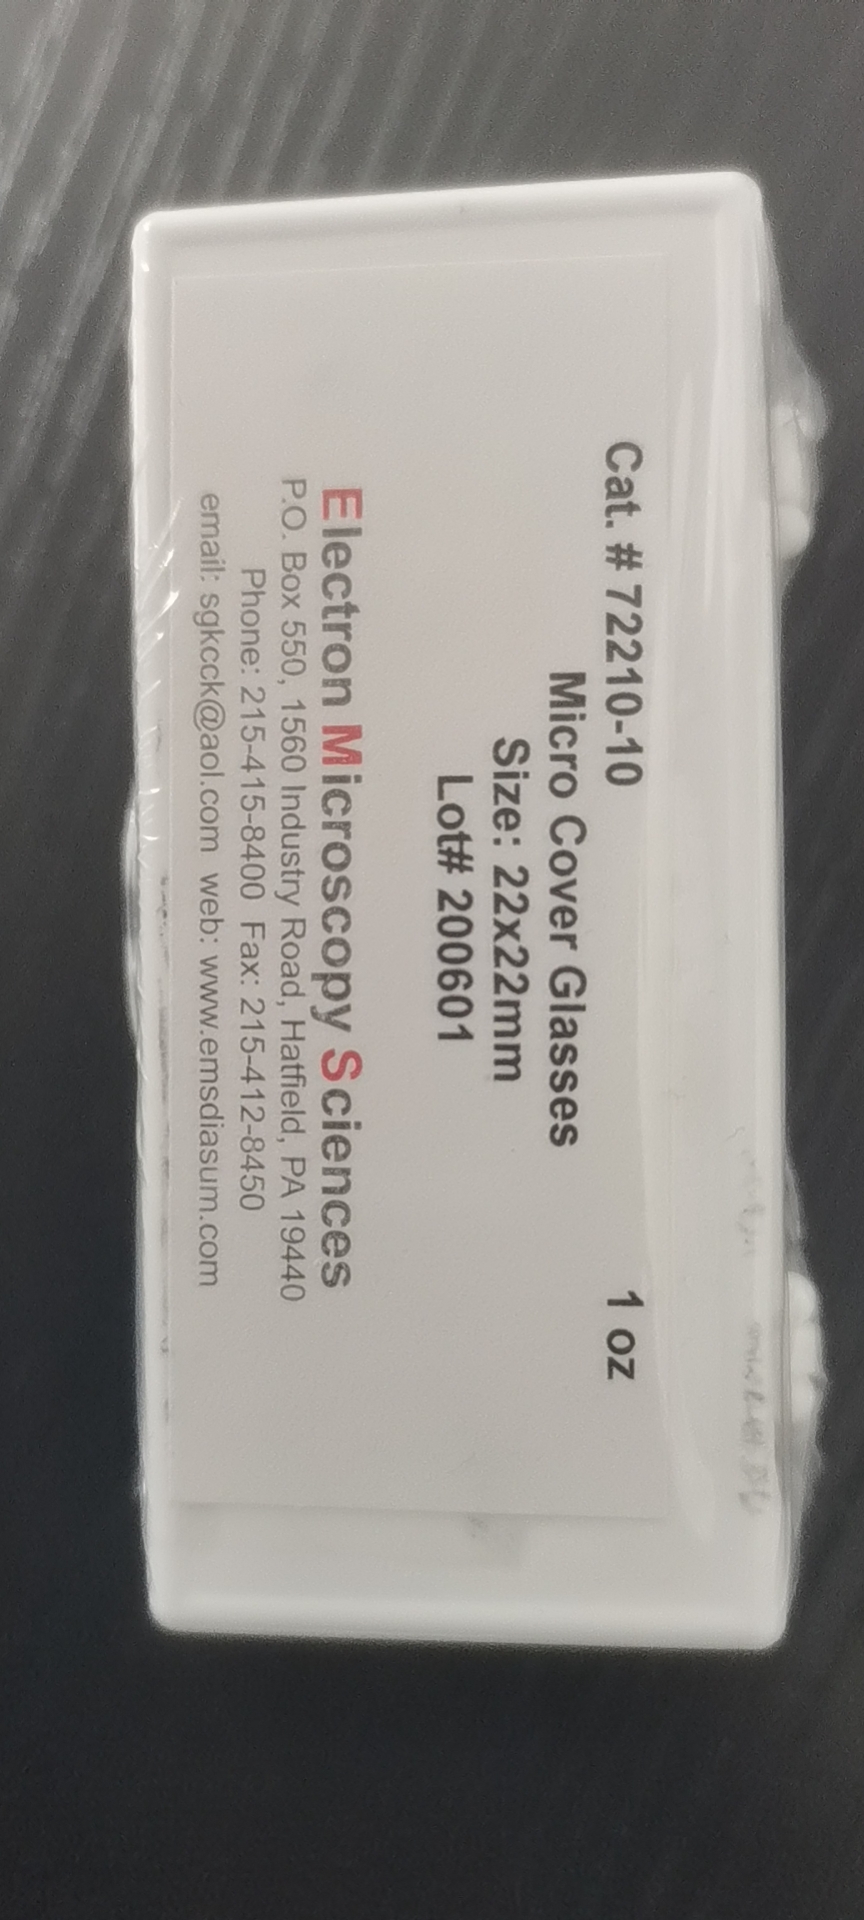 Cat. # 72210-10 1 oz
Micro Cover Glasses
Size: 22x22mm
Lot# 200601
Electron Microscopy Sciences
P.O. Box 550, 1560 Industry Road, Hatfield, PA 19440
Phone: 215-415-8400 Fax: 215-412-8450
email: sgkcck@aol.com web: www.emsdiasum.com